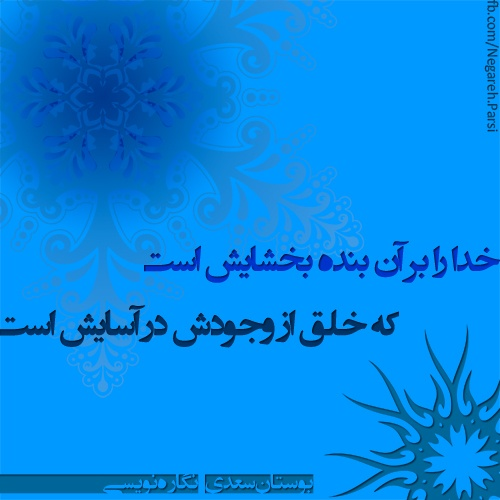 fb.com/Negareh.Parsi
خدا را بر آن بنده بخشایش است
که خلق از وجودش در آسایش است
بوستان سعدی نگاره نویسی